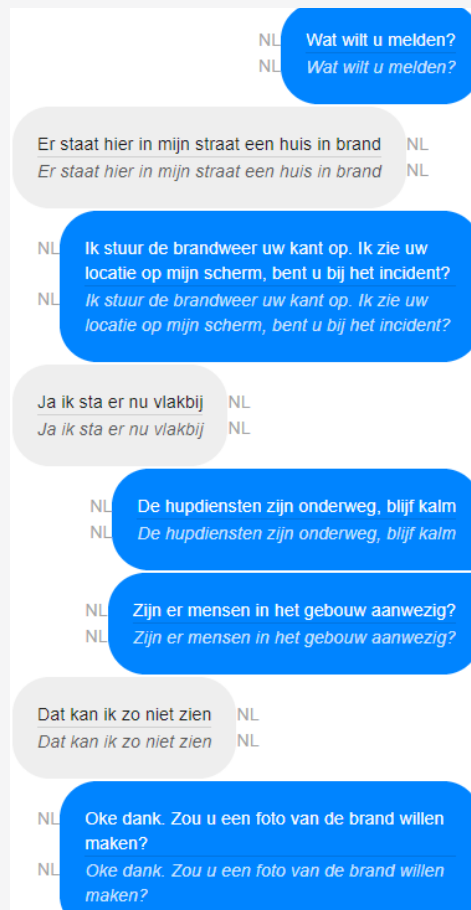 NL Wat wilt u melden?
NL Wat wilt u melden?
Er staat hier in mijn straat een huis in brand NL
Er staat hier in mijn straat een huis in brand NL
NL Ik stuur de brandweer uw kant op. Ik zie uw
locatie op mijn scherm, bent u bij het incident?
NL Ik stuur de brandweer uw kant op. Ik zie uw
locatie op mijn scherm, bent u bij het incident?
Ja ik sta er nu vlakbij NL
Ja ik sta er nu vlakbij NL
NL De hupdiensten zijn onderweg, blijf kalm
NL De hupdiensten zijn onderweg, blijf kalm
NL Zijn er mensen in het gebouw aanwezig?
NL Zijn er mensen in het gebouw aanwezig?
Dat kan ik zo niet zien NL
Dat kan ik zo niet zien NL
NL Oke dank. Zou u een foto van de brand willen
maken?
NL Oke dank. Zou u een foto van de brand willen
maken?